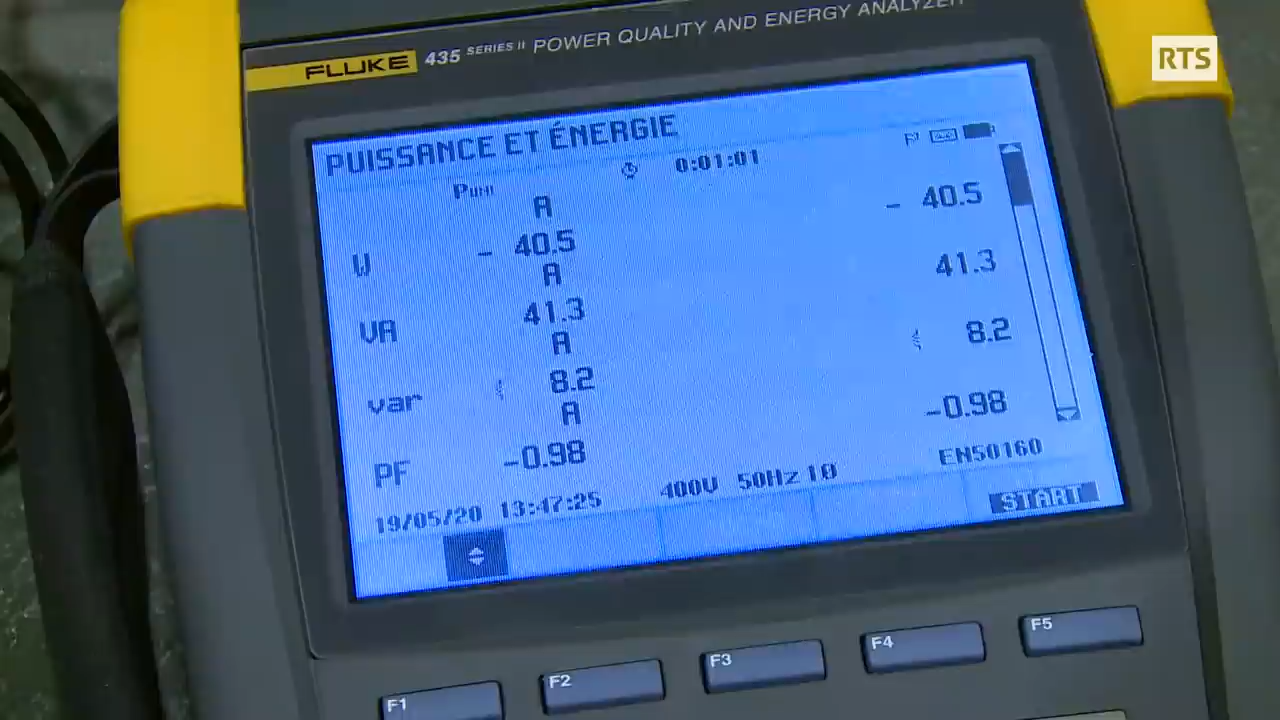 FLUKE 435 SERIES II POWER QUALITY AND ENERGY ANALYZER
RTS
PUISSANCE ET ÉNERGIE
0:01:01
PUNI
A
W - 40.5 - 40.5
A
VA 41.3 41.3
A
var 8.2 8.2
A
PF -0.98 -0.98
19/05/20 13:47:25 400V 50Hz 1Ø EN50160
START
F1 F2 F3 F4 F5